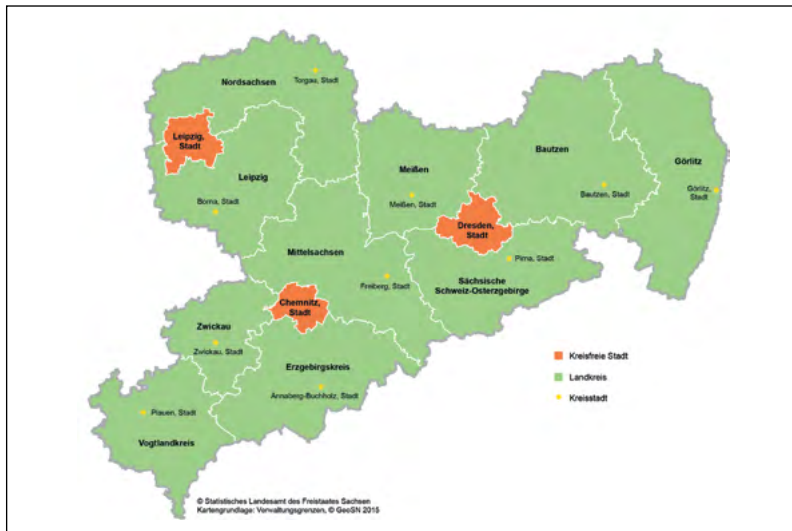 Nordsachsen
Torgau, Stadt
Leipzig,
Stadt
Leipzig
Borna, Stadt
Meißen
Meißen, Stadt
Bautzen
Bautzen, Stadt
Görlitz
Görlitz,
Stadt
Dresden,
Stadt
Mittelsachsen
Freiberg, Stadt
Pirna, Stadt
Sächsische
Schweiz-Osterzgebirge
Chemnitz,
Stadt
Zwickau
Zwickau, Stadt
Erzgebirgskreis
Annaberg-Buchholz, Stadt
Plauen, Stadt
Vogtlandkreis
Kreisfreie Stadt
Landkreis
Kreisstadt
© Statistisches Landesamt des Freistaates Sachsen
Kartengrundlage: Verwaltungsgrenzen, © GeoSN 2015